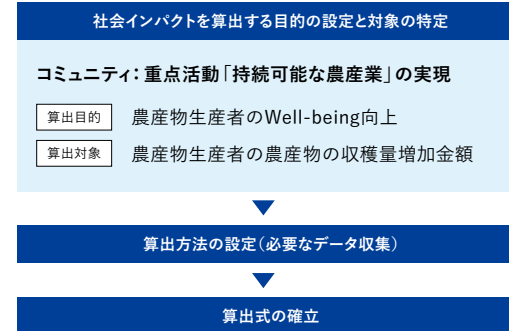 社会インパクトを算出する目的の設定と対象の特定
コミュニティ：重点活動「持続可能な農産業」の実現
算出目的 農産物生産者のWell-being向上
算出対象 農産物生産者の農産物の収穫量増加金額
算出方法の設定（必要なデータ収集）
算出式の確立